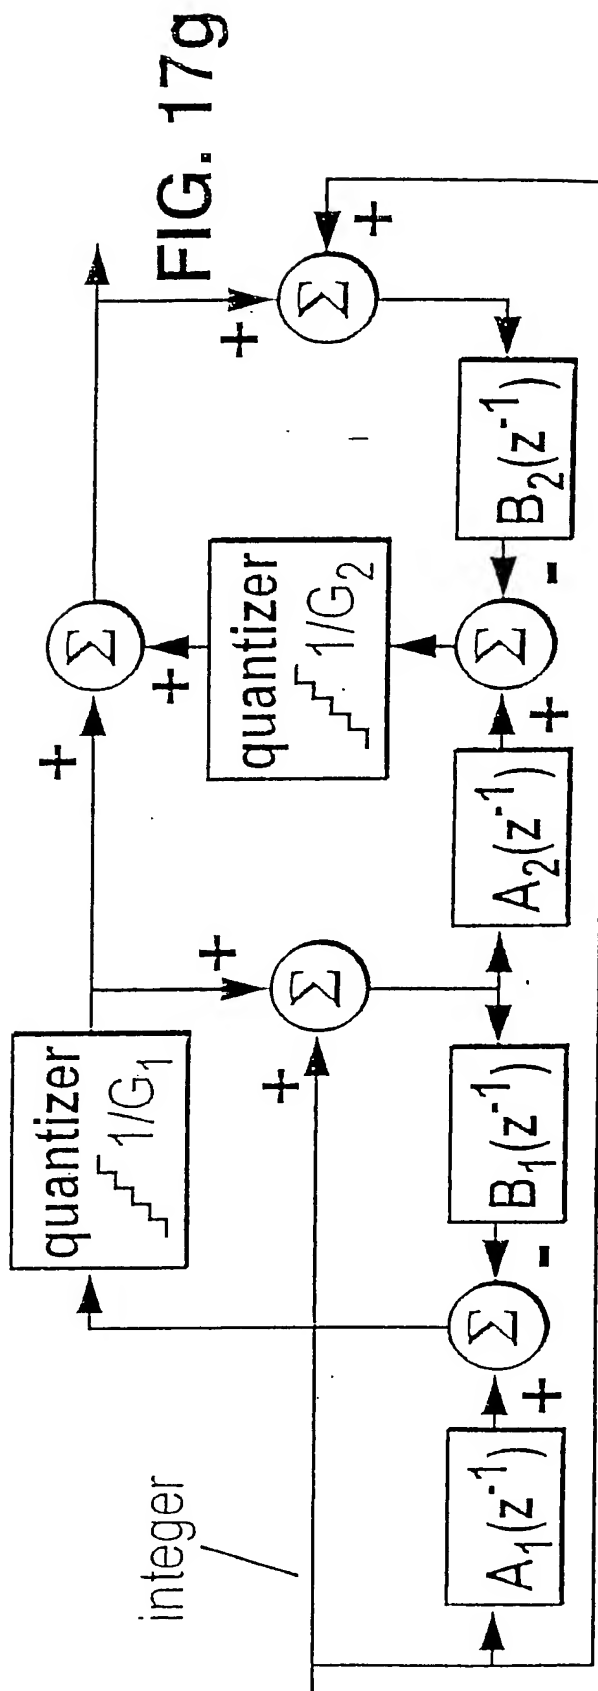 FIG. 17g
integer
quantizer
1/G₁
quantizer
1/G₂
+
+
+
+
+
+
+
Σ
Σ
Σ
Σ
Σ
A₁(z⁻¹)
+
-
B₁(z⁻¹)
A₂(z⁻¹)
+
-
B₂(z⁻¹)